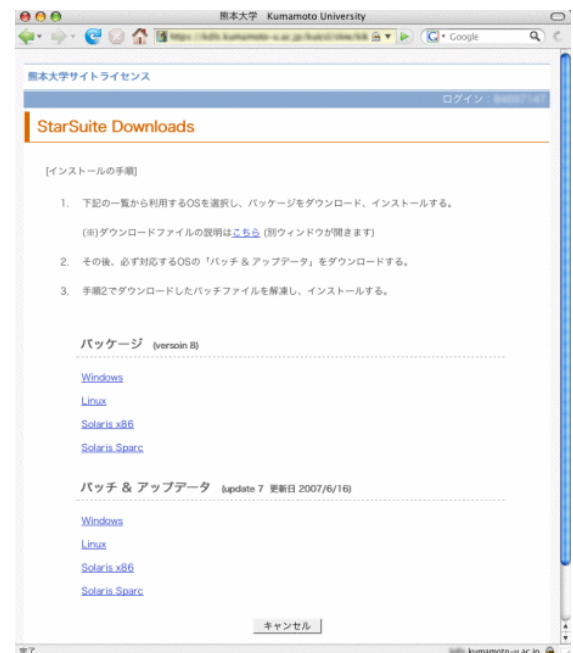 熊本大学 Kumamoto University
Google
熊本大学サイトライセンス
ログイン :
StarSuite Downloads
[インストールの手順]
1. 下記の一覧から利用するOSを選択し、パッケージをダウンロード、インストールする。
(※)ダウンロードファイルの説明はこちら (別ウィンドウが開きます)
2. その後、必ず対応するOSの「パッチ & アップデータ」をダウンロードする。
3. 手順2でダウンロードしたパッチファイルを解凍し、インストールする。
パッケージ (versoin 8)
Windows
Linux
Solaris x86
Solaris Sparc
パッチ & アップデータ (update 7 更新日 2007/6/16)
Windows
Linux
Solaris x86
Solaris Sparc
キャンセル
完了 kumamoto-u.ac.jp